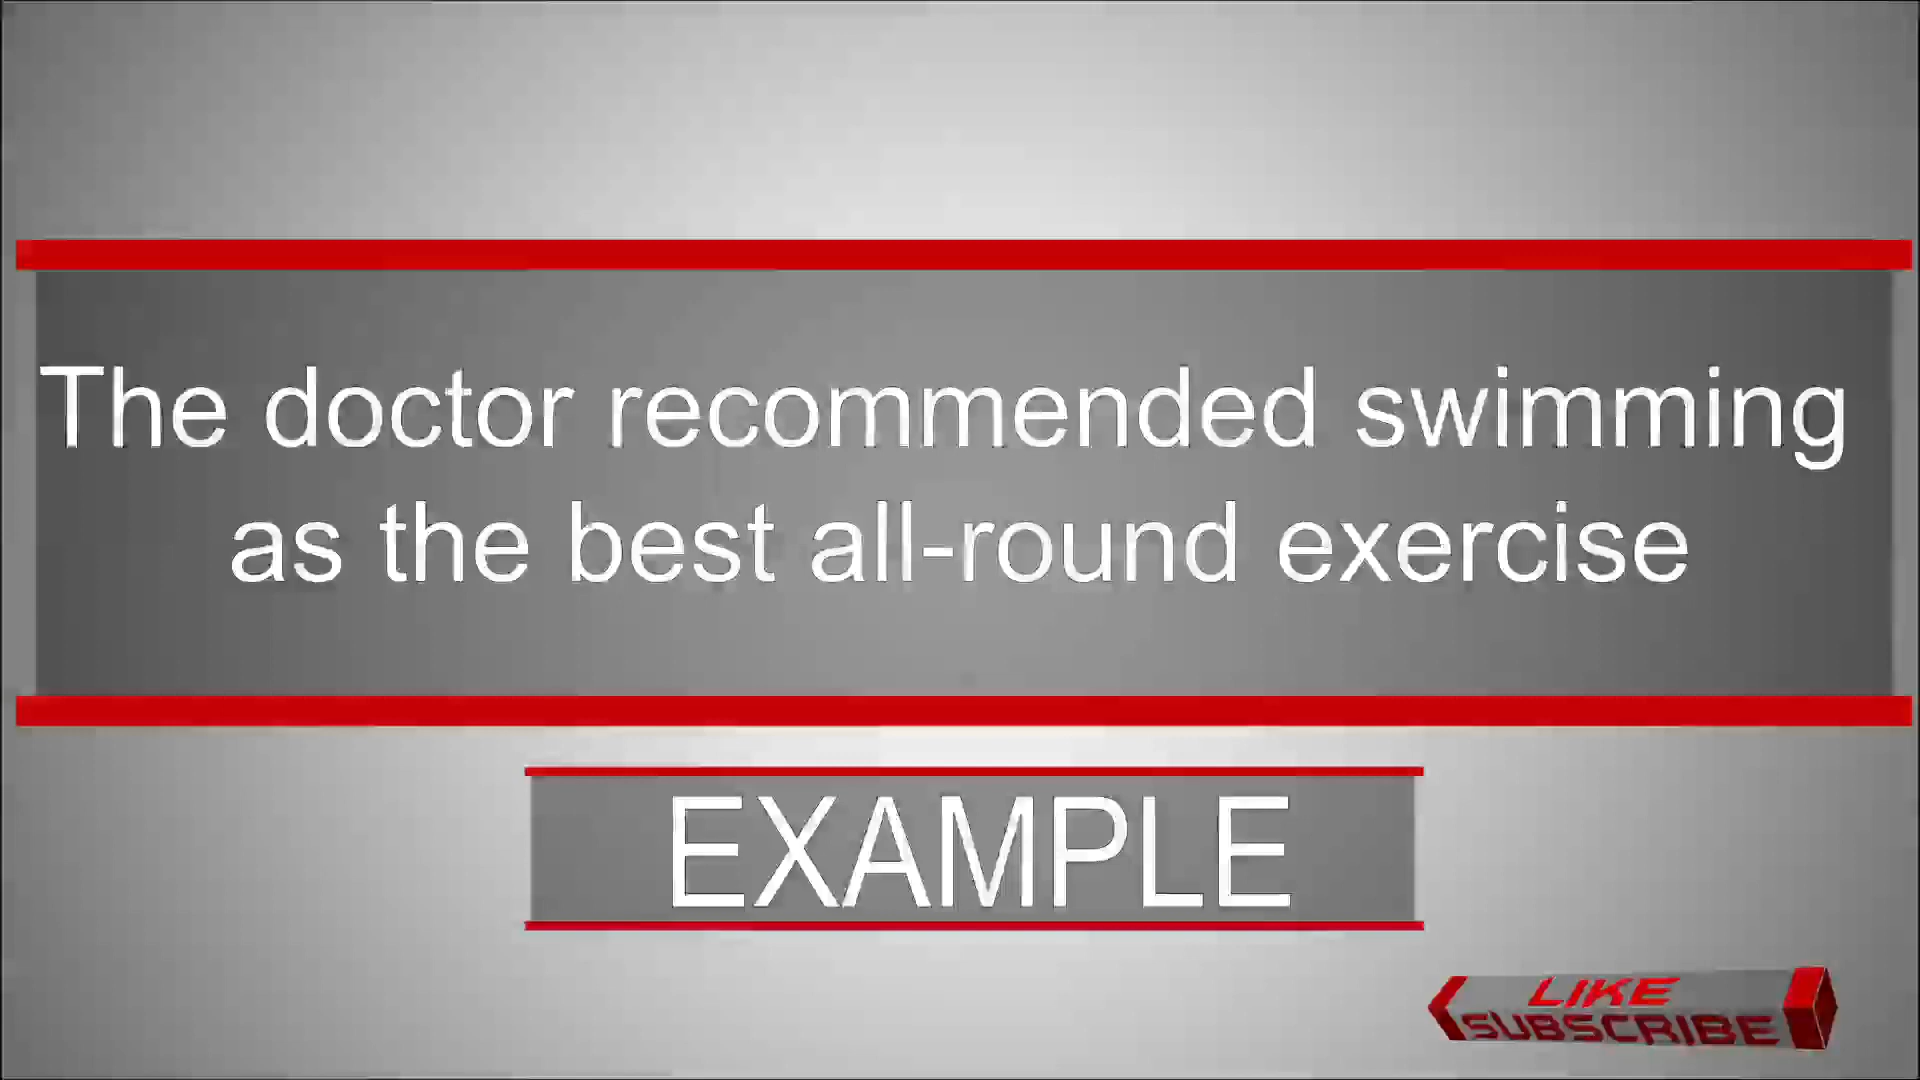 The doctor recommended swimming
as the best all-round exercise
EXAMPLE
LIKE
SUBSCRIBE